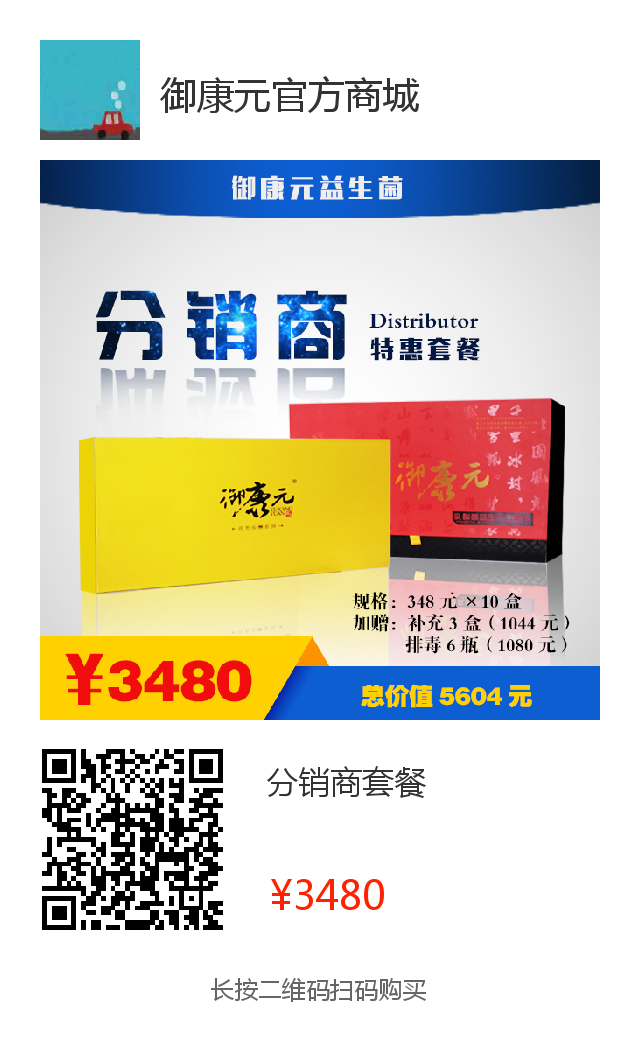 御康元官方商城
御康元益生菌
分销商
Distributor
特惠套餐
御康元
御康元
规格：348 元 ×10 盒
加赠：补充 3 盒（1044 元）
排毒 6 瓶（1080 元）
¥3480
总价值 5604 元
分销商套餐
¥3480
长按二维码扫码购买